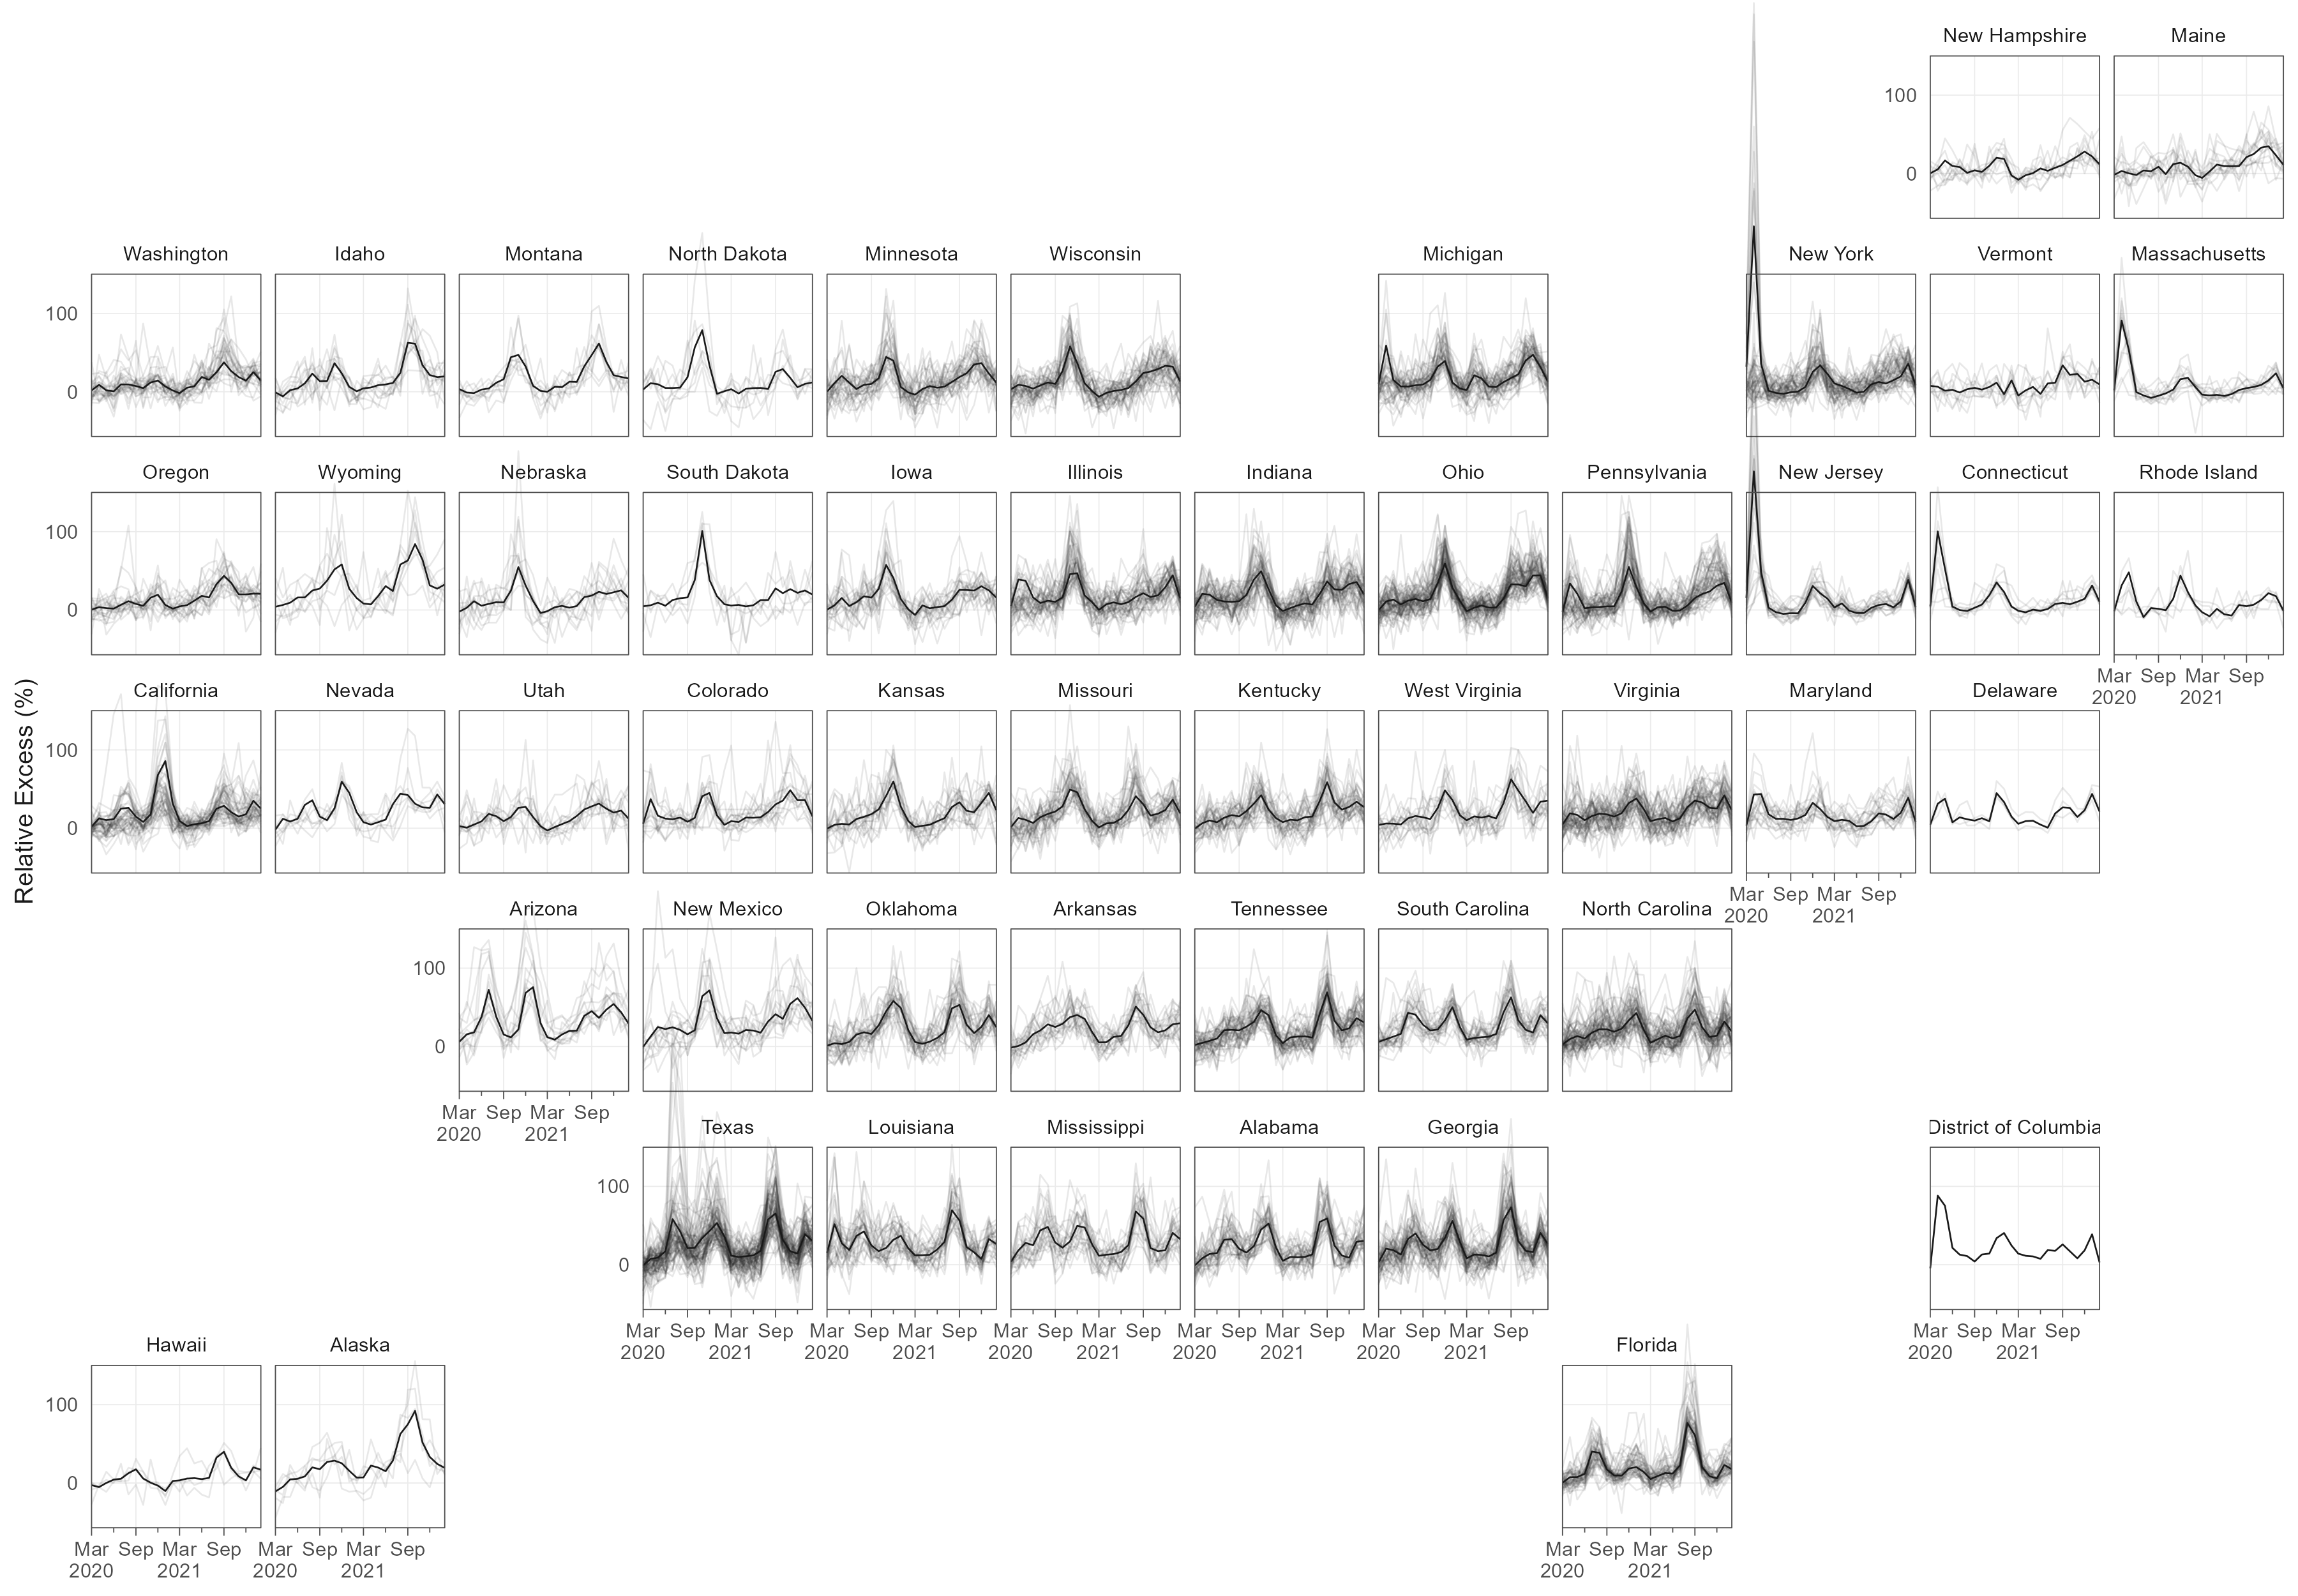 New Hampshire Maine
100
0
Washington Idaho Montana North Dakota Minnesota Wisconsin Michigan New York Vermont Massachusetts
100
0
Oregon Wyoming Nebraska South Dakota Iowa Illinois Indiana Ohio Pennsylvania New Jersey Connecticut Rhode Island
100
0
Mar Sep Mar Sep
2020 2021
Relative Excess (%)
California Nevada Utah Colorado Kansas Missouri Kentucky West Virginia Virginia Maryland Delaware
100
0
Mar Sep Mar Sep
2020 2021
Arizona New Mexico Oklahoma Arkansas Tennessee South Carolina North Carolina
100
0
Mar Sep Mar Sep
2020 2021
Texas Louisiana Mississippi Alabama Georgia District of Columbia
100
0
Mar Sep Mar Sep Mar Sep Mar Sep Mar Sep Mar Sep Mar Sep Mar Sep Mar Sep Mar Sep Mar Sep Mar Sep
2020 2021 2020 2021 2020 2021 2020 2021 2020 2021 2020 2021
Hawaii Alaska Florida
100
0
Mar Sep Mar Sep Mar Sep Mar Sep Mar Sep Mar Sep
2020 2021 2020 2021 2020 2021